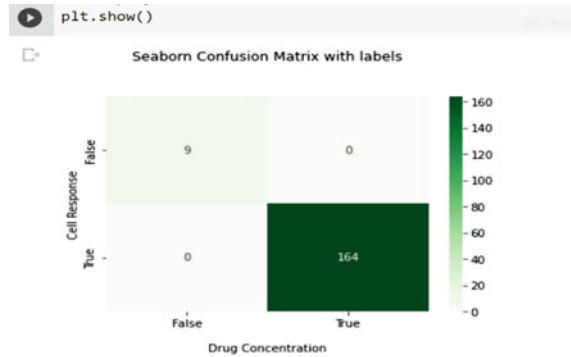 plt.show()
Seaborn Confusion Matrix with labels
160
False
9
0
140
120
Cell Response
100
80
60
True
0
164
40
20
0
False
True
Drug Concentration